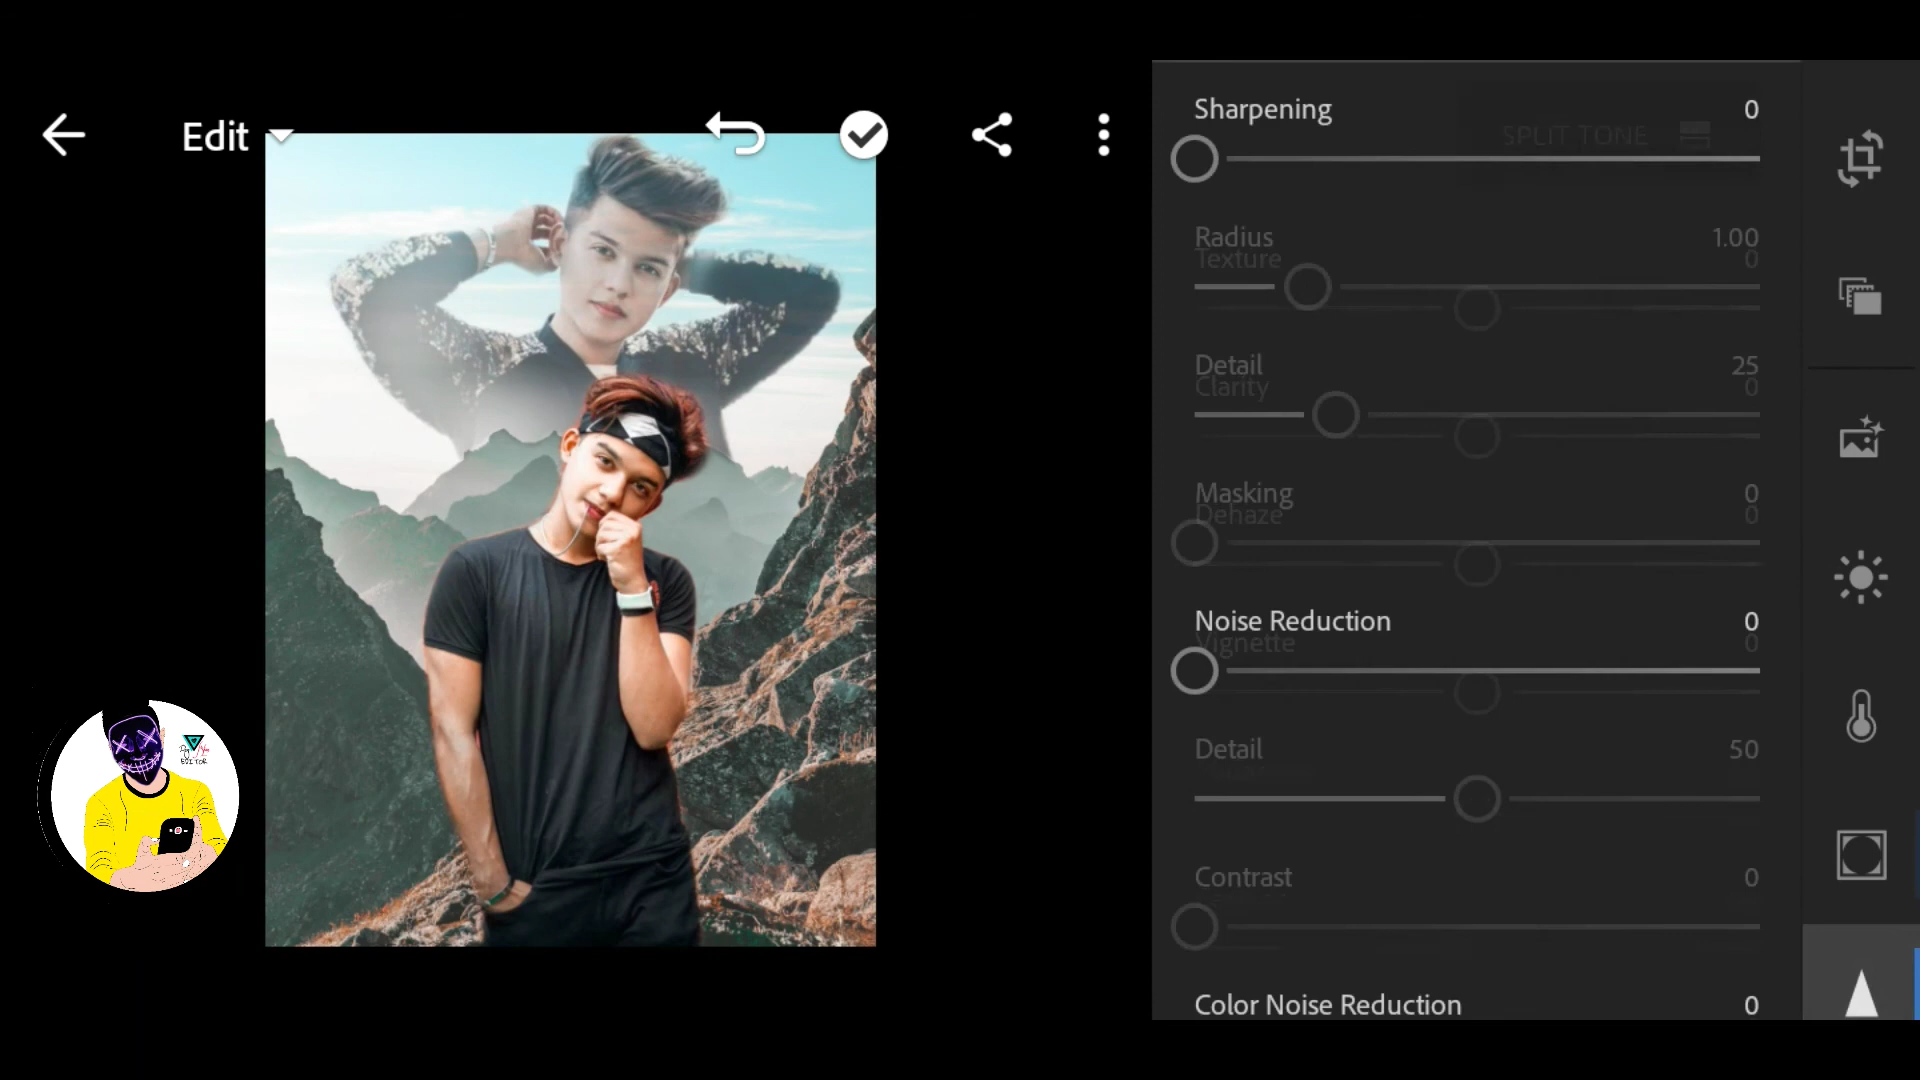 Edit
Sharpening 0
SPLIT TONE
Radius 1.00
Texture 0
Detail 25
Clarity 0
Masking 0
Dehaze 0
Noise Reduction 0
Vignette 0
Detail 50
Contrast 0
Color Noise Reduction 0
EDITOR